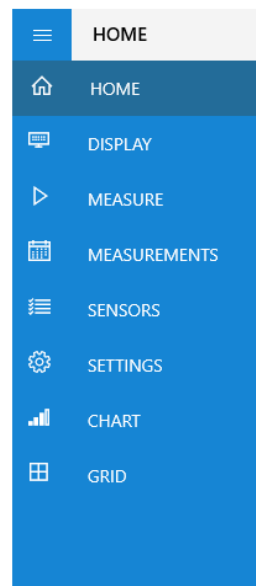 HOME
HOME
DISPLAY
MEASURE
MEASUREMENTS
SENSORS
SETTINGS
CHART
GRID